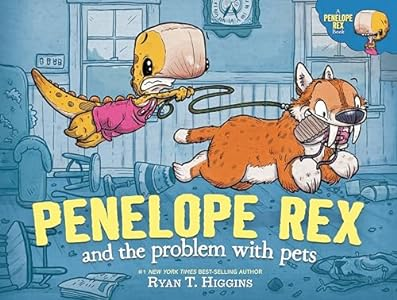 A
PENELOPE
REX
Book
PENELOPE REX
and the problem with pets
#1 NEW YORK TIMES BEST-SELLING AUTHOR
RYAN T. HIGGINS